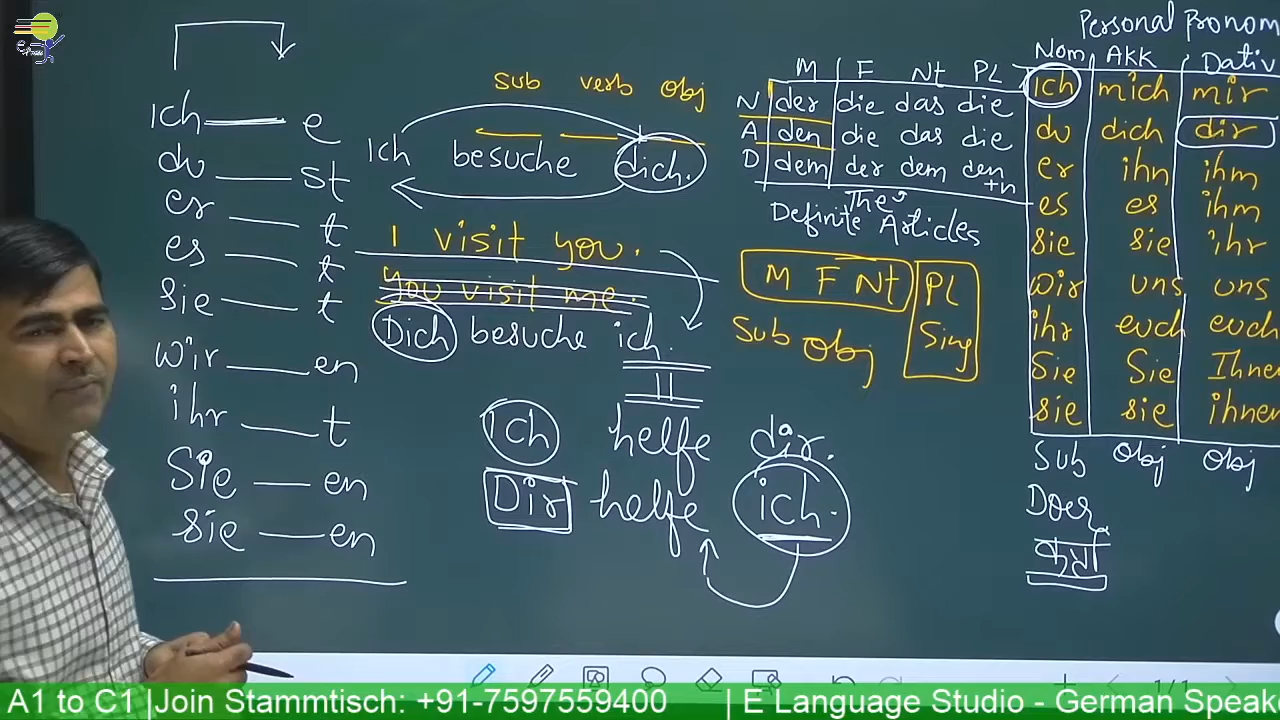 ich e
du st
er t
es t
sie t
wir en
ihr t
Sie en
sie en
sub verb obj
Ich besuche dich.
I visit you.
You visit me.
Dich besuche ich.
Ich helfe dir.
Dir helfe ich.
M F Nt PL
N der die das die
A den die das die
D dem der dem den +n
The
Definite Articles
M F Nt PL
Sub Obj Sing
Personal Pronom
Nom AKK Dativ
ich mich mir
du dich dir
er ihn ihm
es es ihm
sie sie ihr
wir uns uns
ihr euch euch
Sie Sie Ihnen
sie sie ihnen
Sub Obj Obj
Doer
कर्ता
1/1
A1 to C1 |Join Stammtisch: +91-7597559400 | E Language Studio - German Speak